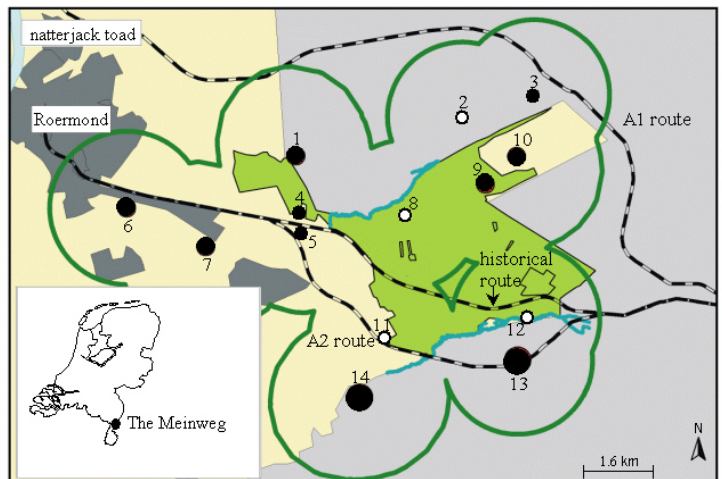 natterjack toad
Roermond
1
2
3
A1 route
10
9
4
8
5
6
7
historical
route
11
A2 route
12
13
14
The Meinweg
N
1.6 km